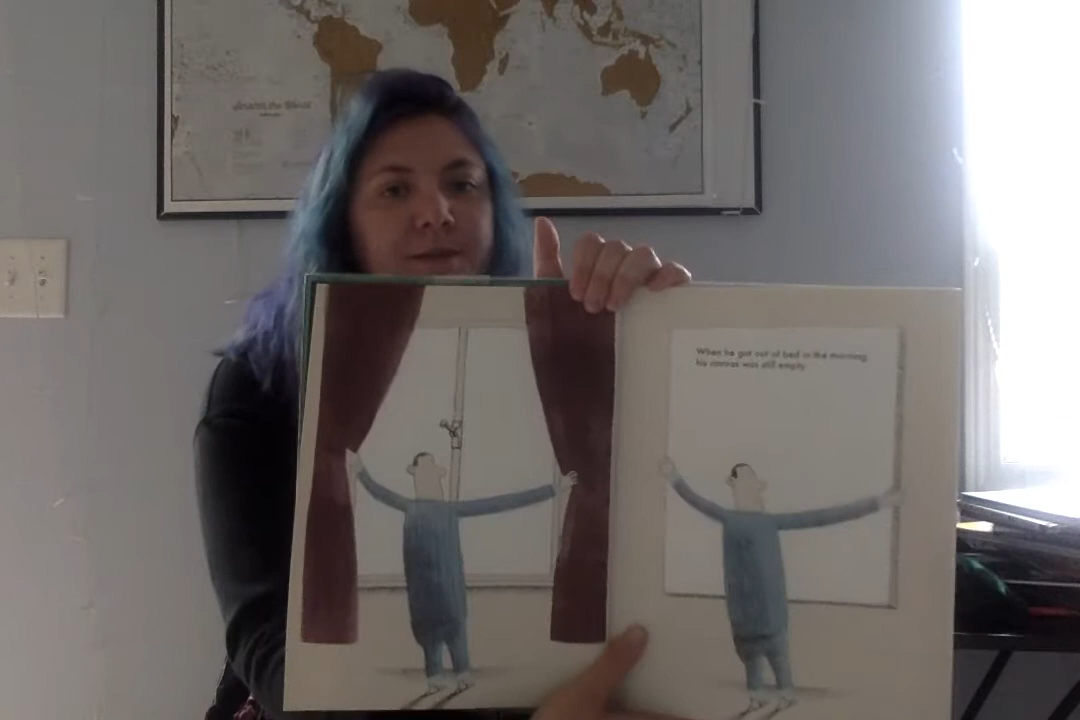 When he got out of bed in the morning,
his canvas was still empty.